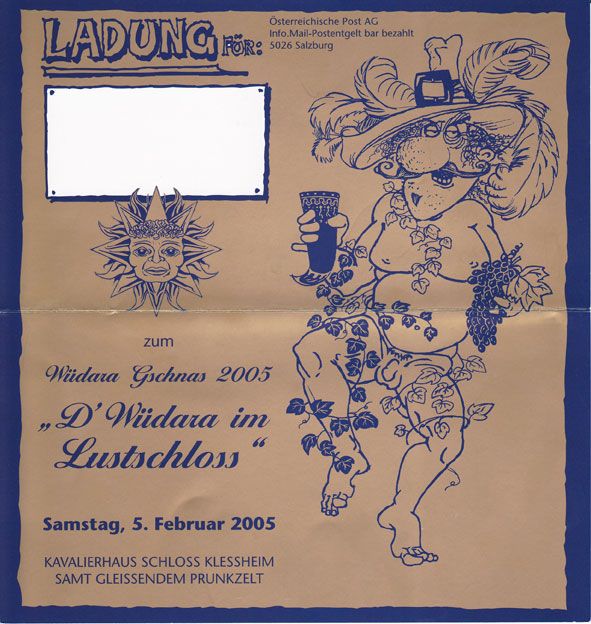 LADUNG FÜR:
Österreichische Post AG
Info.Mail-Postentgelt bar bezahlt
5026 Salzburg
zum
Wüdara Gschnas 2005
„D' Wüdara im
Lustschloss“
Samstag, 5. Februar 2005
KAVALIERHAUS SCHLOSS KLESSHEIM
SAMT GLEISSENDEM PRUNKZELT